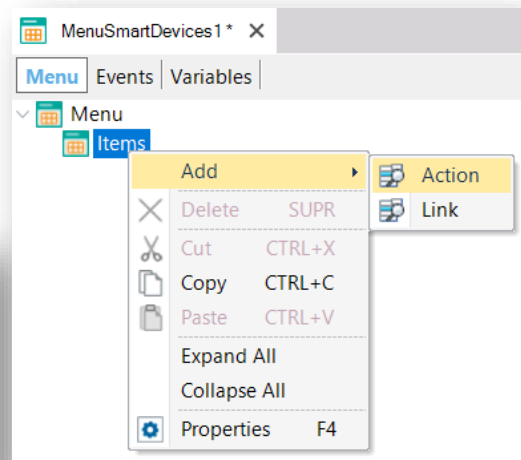 MenuSmartDevices1*
Menu Events Variables
Menu
Items
Add
Action
Delete SUPR
Link
Cut CTRL+X
Copy CTRL+C
Paste CTRL+V
Expand All
Collapse All
Properties F4